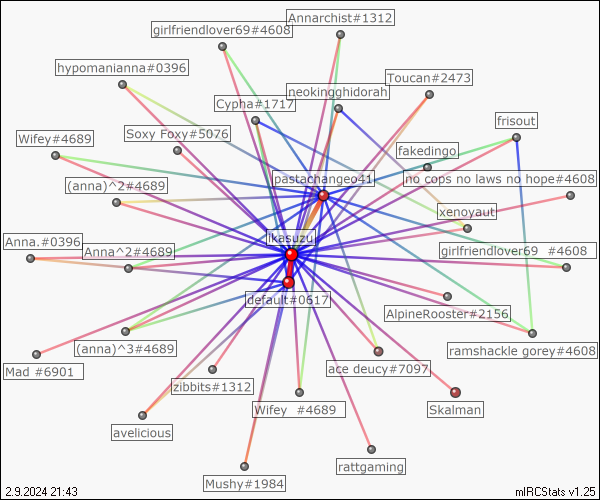 Annarchist#1312
girlfriendlover69#4608
hypomanianna#0396
Toucan#2473
neokingghidorah
Cypha#1717
frisout
Soxy Foxy#5076
Wifey#4689
fakedingo
pastachangeo41
no cops no laws no hope#4608
(anna)^2#4689
xenoyaut
Anna.#0396
ikasuzu
Anna^2#4689
girlfriendlover69 #4608
default#0617
AlpineRooster#2156
(anna)^3#4689
ramshackle gorey#4608
Mad #6901
ace deucy#7097
zibbits#1312
Wifey #4689
Skalman
avelicious
rattgaming
Mushy#1984
2.9.2024 21:43
mIRCStats v1.25